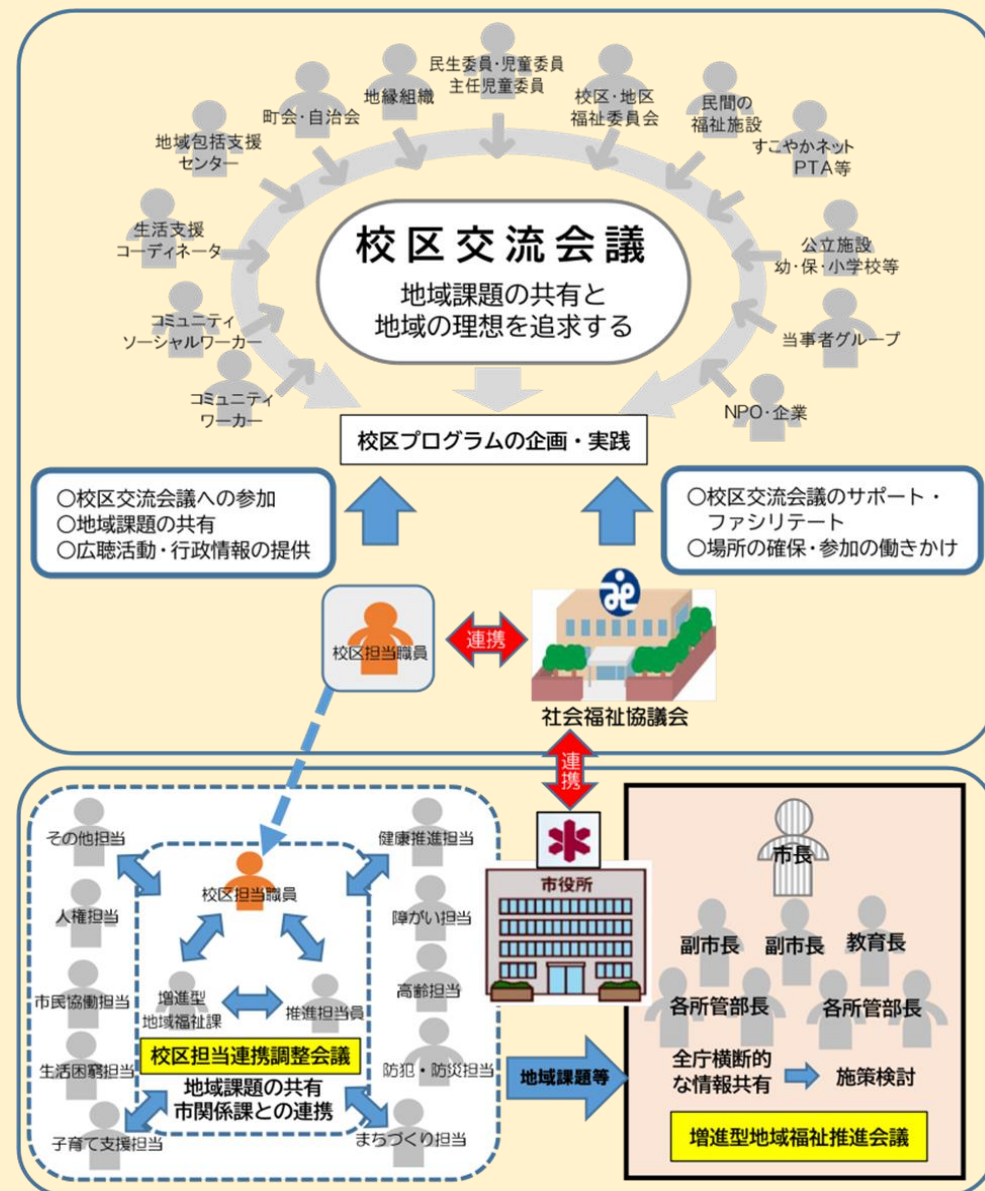 民生委員・児童委員
主任児童委員
地縁組織
校区・地区
福祉委員会
町会・自治会
民間の
福祉施設
地域包括支援
センター
すこやかネット
PTA等
生活支援
コーディネータ
公立施設
幼・保・小学校等
コミュニティ
ソーシャルワーカー
当事者グループ
コミュニティ
ワーカー
NPO・企業
校区交流会議
地域課題の共有と
地域の理想を追求する
校区プログラムの企画・実践
○校区交流会議への参加
○地域課題の共有
○広聴活動・行政情報の提供
○校区交流会議のサポート・
ファシリテート
○場所の確保・参加の働きかけ
校区担当職員
連携
社会福祉協議会
連携
その他担当
健康推進担当
校区担当職員
人権担当
障がい担当
市民協働担当
増進型
地域福祉課
推進担当員
高齢担当
生活困窮担当
校区担当連携調整会議
防犯・防災担当
地域課題の共有
市関係課との連携
子育て支援担当
まちづくり担当
市役所
地域課題等
市長
副市長
副市長
教育長
各所管部長
各所管部長
全庁横断的
な情報共有
施策検討
増進型地域福祉推進会議